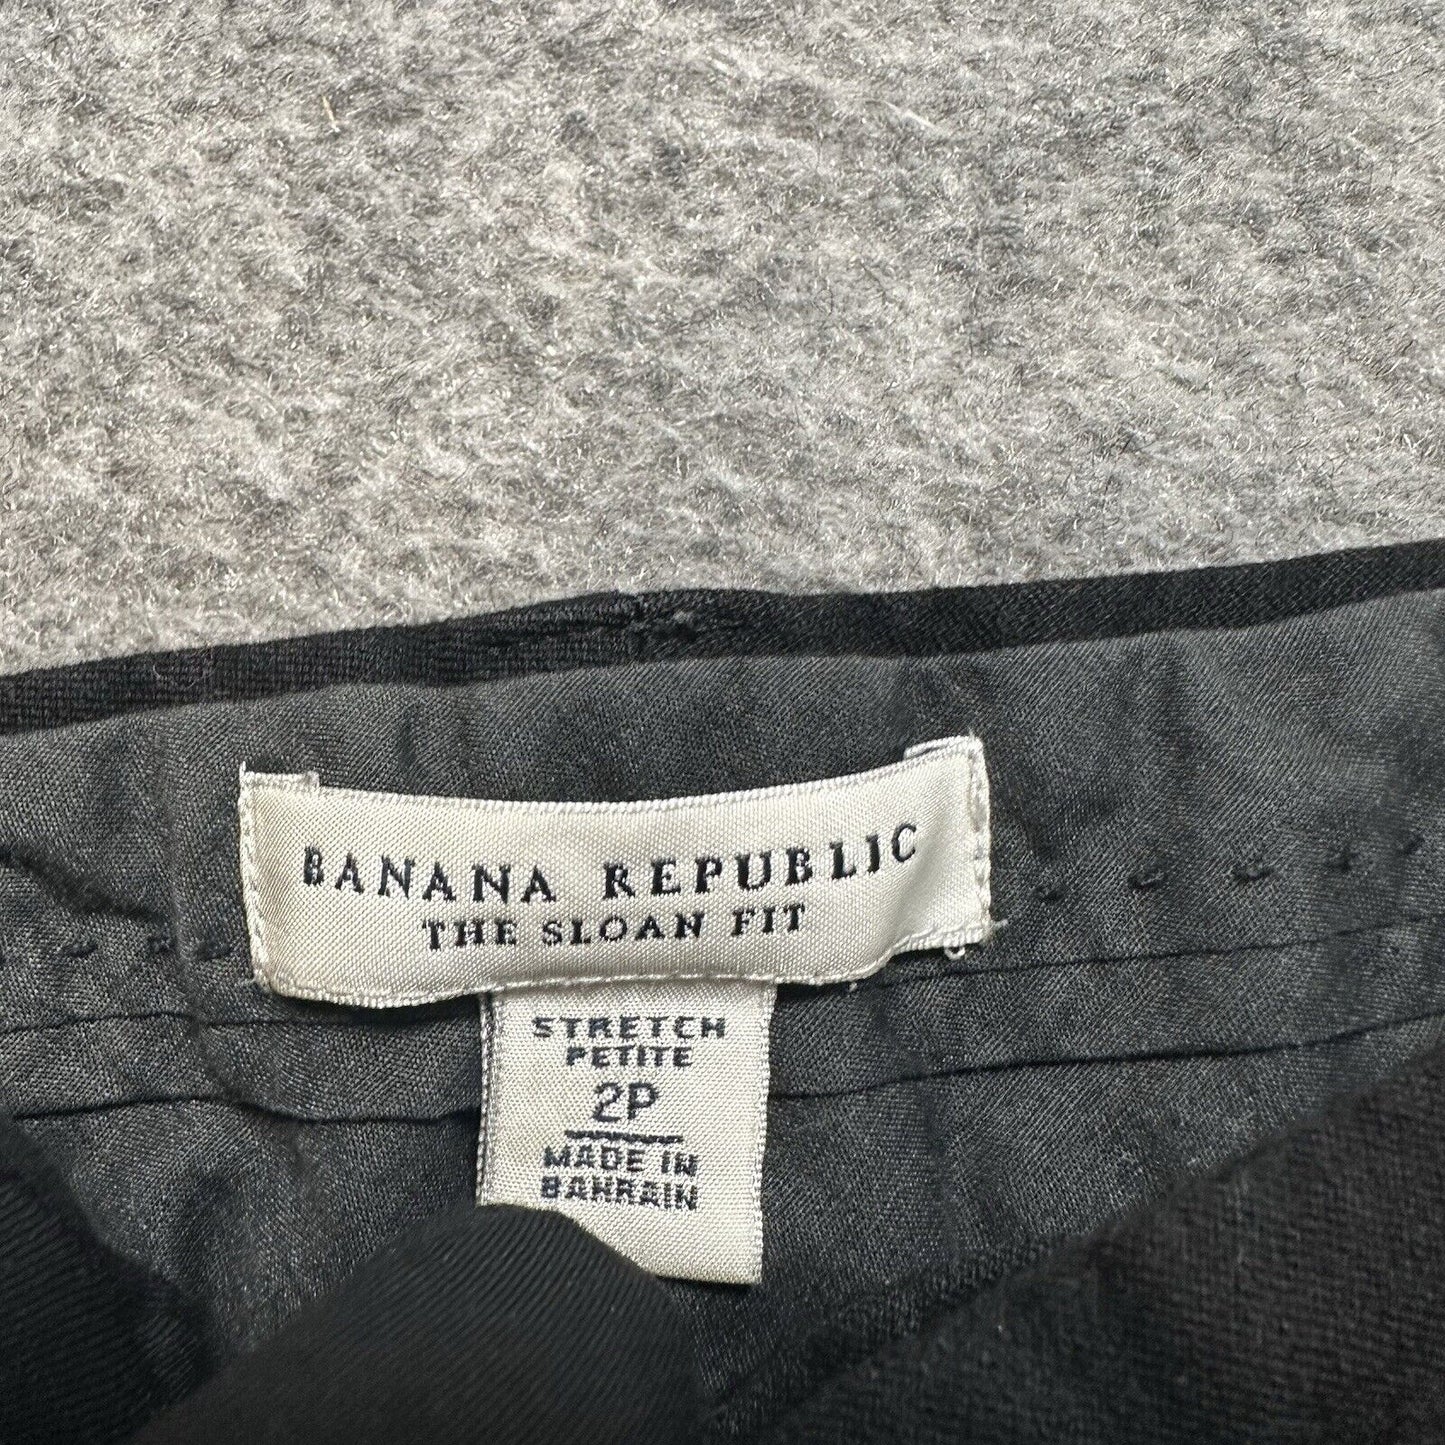 BANANA REPUBLIC
THE SLOAN FIT
STRETCH
PETITE
2P
MADE IN
BAHRAIN